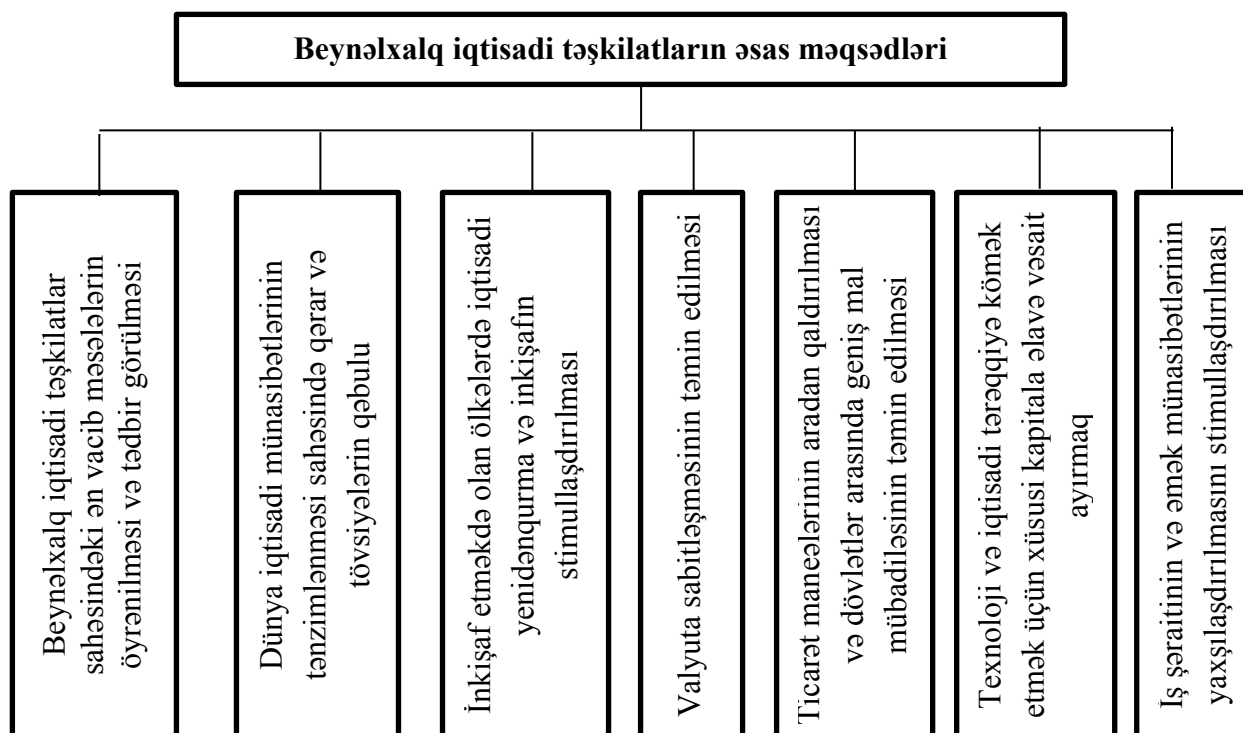 Beynəlxalq iqtisadi təşkilatların əsas məqsədləri
Beynəlxalq iqtisadi təşkilatlar
sahəsindəki ən vacib məsələlərin
öyrənilməsi və tədbir görülməsi
Dünya iqtisadi münasibətlərinin
tənzimlənməsi sahəsində qərar və
tövsiyələrin qəbulu
İnkişaf etməkdə olan ölkələrdə iqtisadi
yenidənqurma və inkişafın
stimullaşdırılması
Valyuta sabitləşməsinin təmin edilməsi
Ticarət maneələrinin aradan qaldırılması
və dövlətlər arasında geniş mal
mübadiləsinin təmin edilməsi
Texnoloji və iqtisadi tərəqqiyə kömək
etmək üçün xüsusi kapitala əlavə vəsait
ayırmaq
İş şəraitinin və əmək münasibətlərinin
yaxşılaşdırılmasını stimullaşdırılması